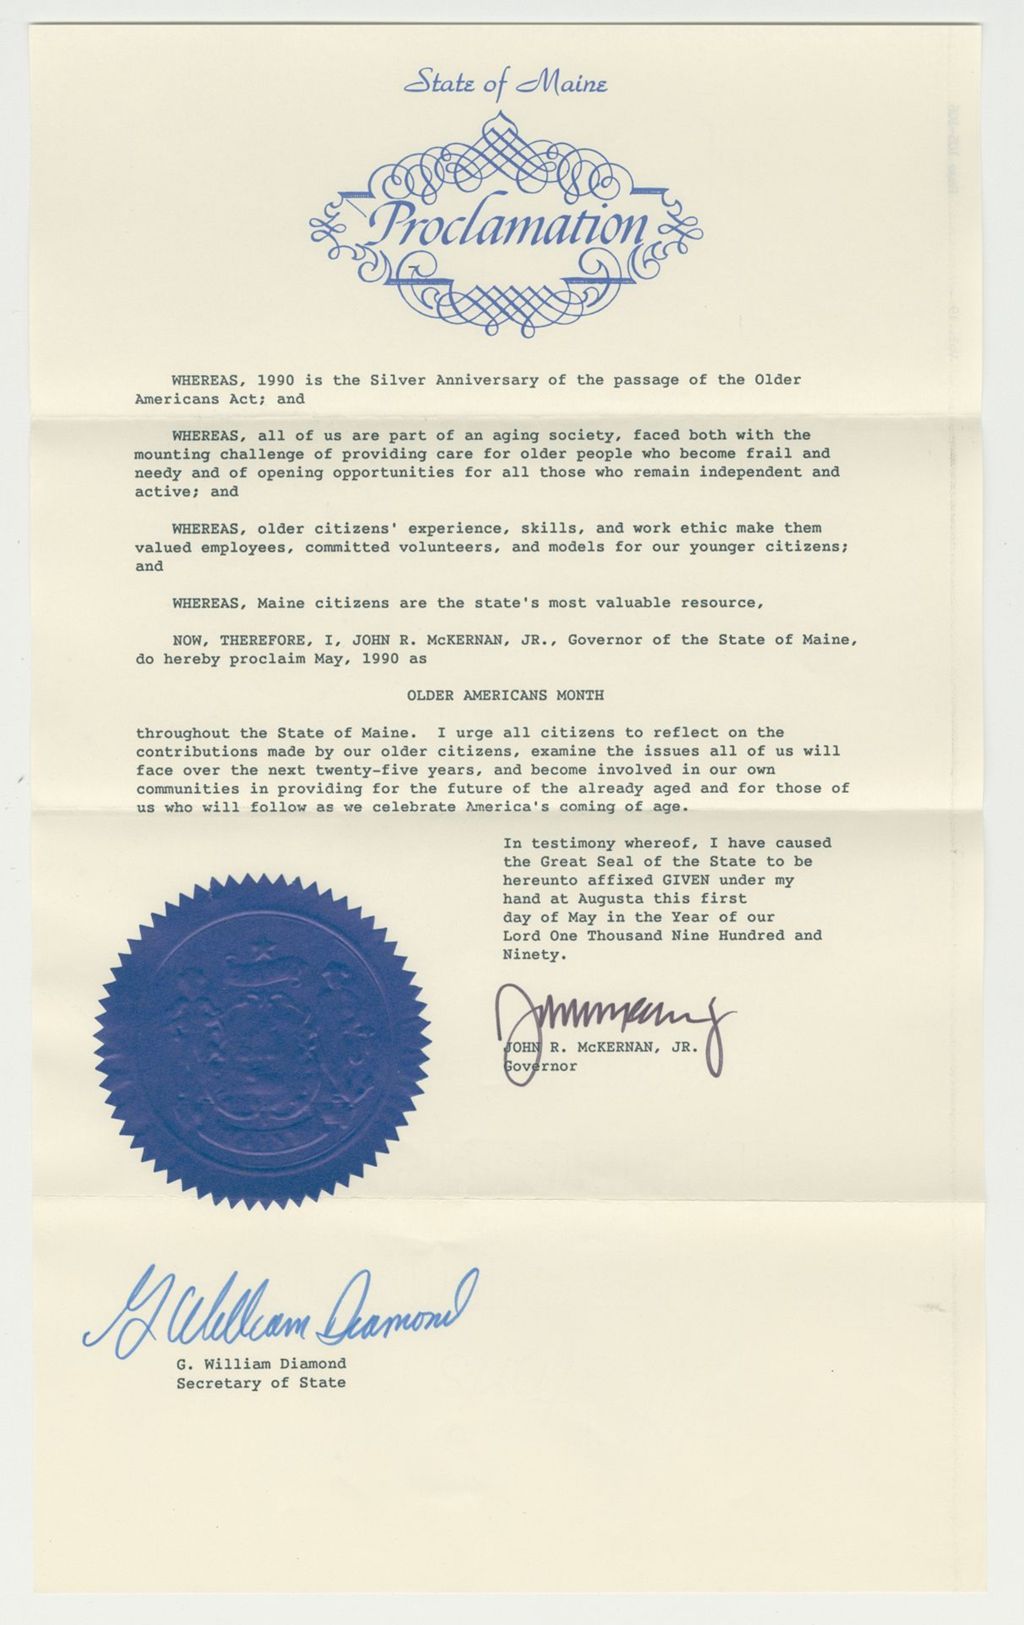 State of Maine
Proclamation
WHEREAS, 1990 is the Silver Anniversary of the passage of the Older
Americans Act; and
WHEREAS, all of us are part of an aging society, faced both with the
mounting challenge of providing care for older people who become frail and
needy and of opening opportunities for all those who remain independent and
active; and
WHEREAS, older citizens' experience, skills, and work ethic make them
valued employees, committed volunteers, and models for our younger citizens;
and
WHEREAS, Maine citizens are the state's most valuable resource,
NOW, THEREFORE, I, JOHN R. McKERNAN, JR., Governor of the State of Maine,
do hereby proclaim May, 1990 as
OLDER AMERICANS MONTH
throughout the State of Maine. I urge all citizens to reflect on the
contributions made by our older citizens, examine the issues all of us will
face over the next twenty-five years, and become involved in our own
communities in providing for the future of the already aged and for those of
us who will follow as we celebrate America's coming of age.
In testimony whereof, I have caused
the Great Seal of the State to be
hereunto affixed GIVEN under my
hand at Augusta this first
day of May in the Year of our
Lord One Thousand Nine Hundred and
Ninety.
JOHN R. McKERNAN, JR.
Governor
G William Diamond
G. William Diamond
Secretary of State